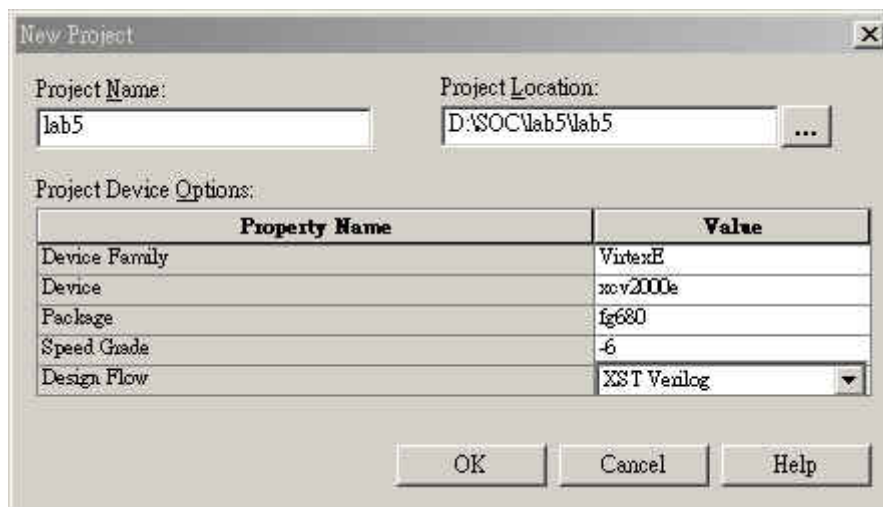 New Project
Project Name:
lab5
Project Location:
D:\SOC\lab5\lab5
...
Project Device Options:
Property Name Value
Device Family VirtexE
Device xcv2000e
Package fg680
Speed Grade -6
Design Flow XST Verilog
OK Cancel Help